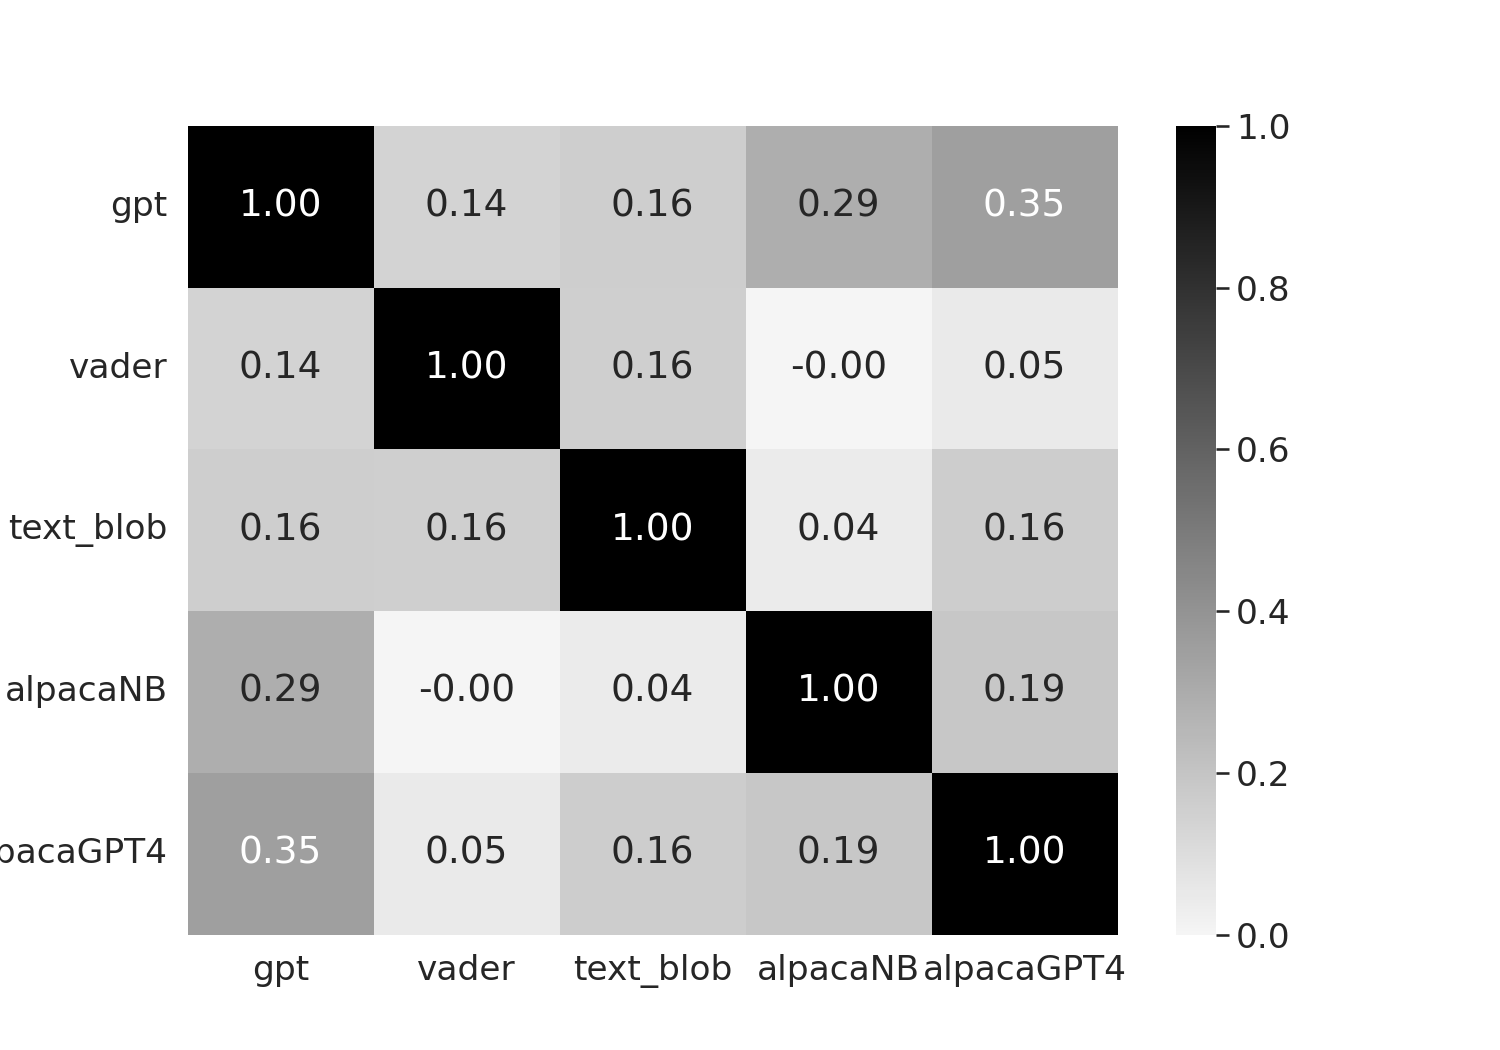 1.0
gpt 1.00 0.14 0.16 0.29 0.35
0.8
vader 0.14 1.00 0.16 -0.00 0.05
0.6
text_blob 0.16 0.16 1.00 0.04 0.16
0.4
alpacaNB 0.29 -0.00 0.04 1.00 0.19
0.2
pacaGPT4 0.35 0.05 0.16 0.19 1.00
0.0
gpt vader text_blob alpacaNB alpacaGPT4